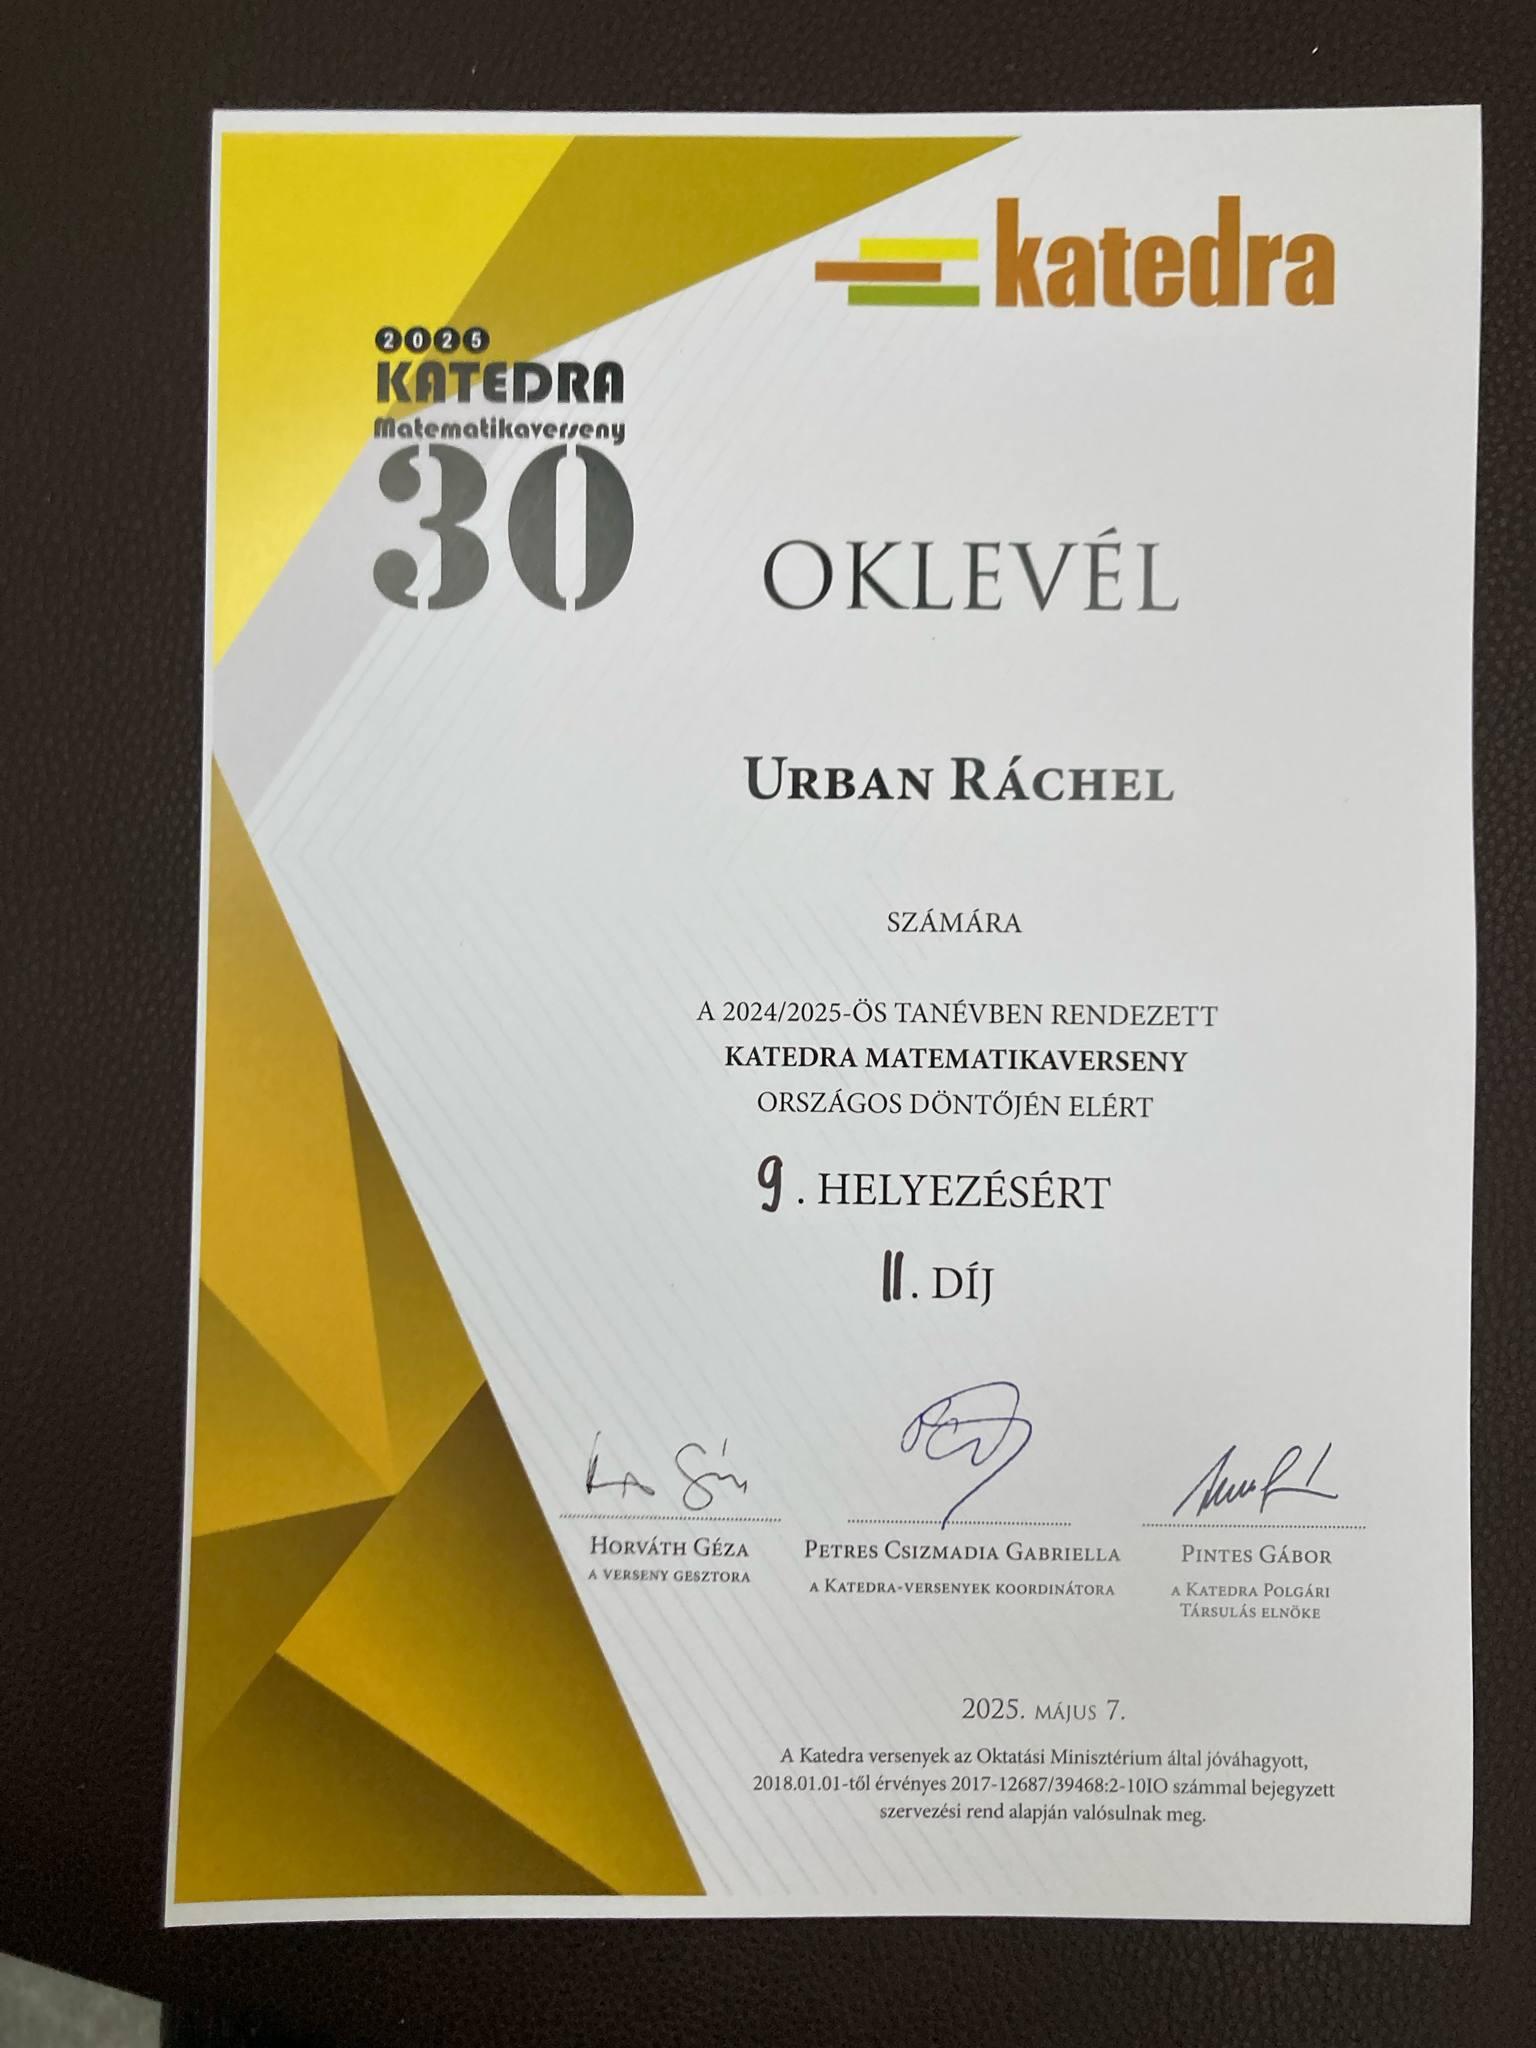 katedra
2025
KATEDRA
Matematikaverseny
30
OKLEVÉL
URBAN RÁCHEL
SZÁMÁRA
A 2024/2025-ÖS TANÉVBEN RENDEZETT
KATEDRA MATEMATIKAVERSENY
ORSZÁGOS DÖNTŐJÉN ELÉRT
9. HELYEZÉSÉRT
II. DÍJ
HORVÁTH GÉZA
A VERSENY GESZTORA
PETRES CSIZMADIA GABRIELLA
A KATEDRA-VERSENYEK KOORDINÁTORA
PINTES GÁBOR
A KATEDRA POLGÁRI
TÁRSULÁS ELNÖKE
2025. MÁJUS 7.
A Katedra versenyek az Oktatási Minisztérium által jóváhagyott,
2018.01.01-től érvényes 2017-12687/39468:2-10IO számmal bejegyzett
szervezési rend alapján valósulnak meg.